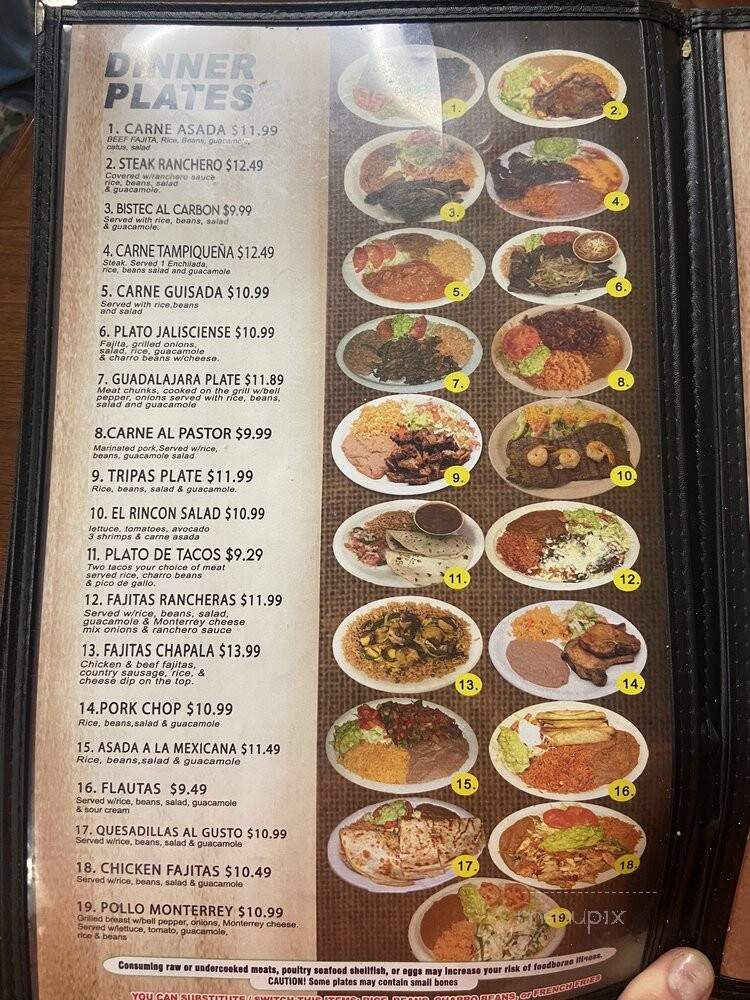 DINNER
PLATES
1. CARNE ASADA $11.99
BEEF FAJITA, Rice, Beans, guacamole,
catus, salad
2. STEAK RANCHERO $12.49
Covered w/ranchero sauce
rice, beans, salad
& guacamole.
3. BISTEC AL CARBON $9.99
Served with rice, beans, salad
& guacamole.
4. CARNE TAMPIQUEÑA $12.49
Steak. Served 1 Enchilada,
rice, beans salad and guacamole
5. CARNE GUISADA $10.99
Served with rice,beans
and salad
6. PLATO JALISCIENSE $10.99
Fajita, grilled onions,
salad, rice, guacamole
& charro beans w/cheese.
7. GUADALAJARA PLATE $11.89
Meat chunks, cooked on the grill w/bell
pepper, onions served with rice, beans,
salad and guacamole
8.CARNE AL PASTOR $9.99
Marinated pork,Served w/rice,
beans, guacamole salad
9. TRIPAS PLATE $11.99
Rice, beans, salad & guacamole.
10. EL RINCON SALAD $10.99
lettuce, tomatoes, avocado
3 shrimps & carne asada
11. PLATO DE TACOS $9.29
Two tacos your choice of meat
served rice, charro beans
& pico de gallo.
12. FAJITAS RANCHERAS $11.99
Served w/rice, beans, salad,
guacamole & Monterrey cheese
mix onions & ranchero sauce
13. FAJITAS CHAPALA $13.99
Chicken & beef fajitas,
country sausage, rice, &
cheese dip on the top.
14.PORK CHOP $10.99
Rice, beans,salad & guacamole
15. ASADA A LA MEXICANA $11.49
Rice, beans,salad & guacamole
16. FLAUTAS $9.49
Served w/rice, beans, salad, guacamole
& sour cream
17. QUESADILLAS AL GUSTO $10.99
Served w/rice, beans, salad & guacamole
18. CHICKEN FAJITAS $10.49
Served w/rice, beans, salad & guacamole
19. POLLO MONTERREY $10.99
Grilled breast w/bell pepper, onions, Monterrey cheese.
Served w/lettuce, tomato, guacamole,
rice & beans
1.
2.
3.
4.
5.
6.
7.
8.
9.
10.
11.
12.
13.
14.
15.
16.
17.
18.
19.
menupix
Consuming raw or undercooked meats, poultry seafood shellfish, or eggs may increase your risk of foodborne illness.
CAUTION! Some plates may contain small bones
YOU CAN SUBSTITUTE / SWITCH THIS ITEMS: RICE, BEANS, CHARRO BEANS, or FRENCH FRIES